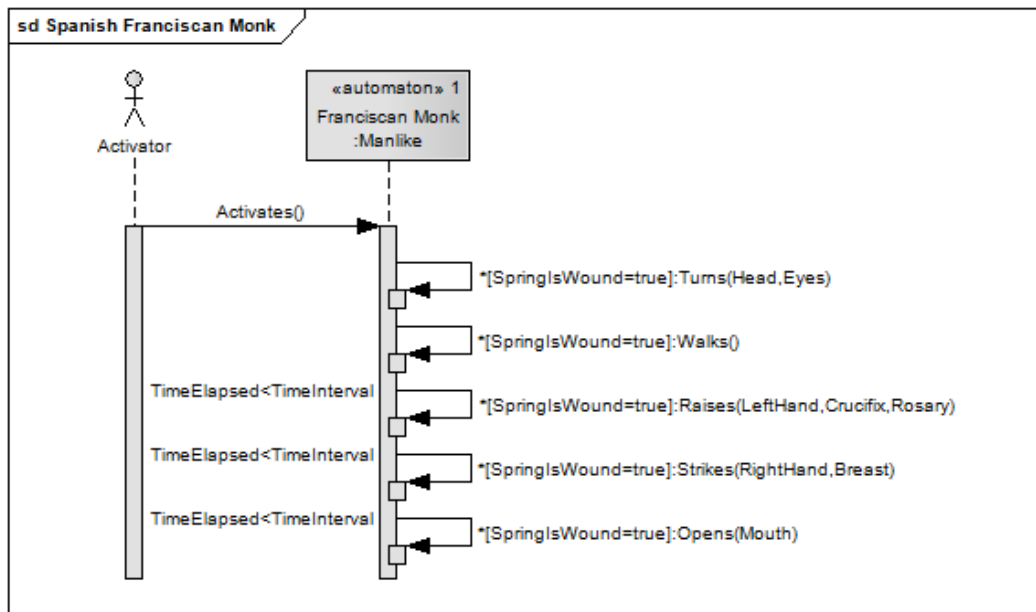 sd Spanish Franciscan Monk
«automaton» 1
Franciscan Monk
:Manlike
Activator
Activates()
*[SpringIsWound=true]:Turns(Head,Eyes)
*[SpringIsWound=true]:Walks()
TimeElapsed<TimeInterval
*[SpringIsWound=true]:Raises(LeftHand,Crucifix,Rosary)
TimeElapsed<TimeInterval
*[SpringIsWound=true]:Strikes(RightHand,Breast)
TimeElapsed<TimeInterval
*[SpringIsWound=true]:Opens(Mouth)